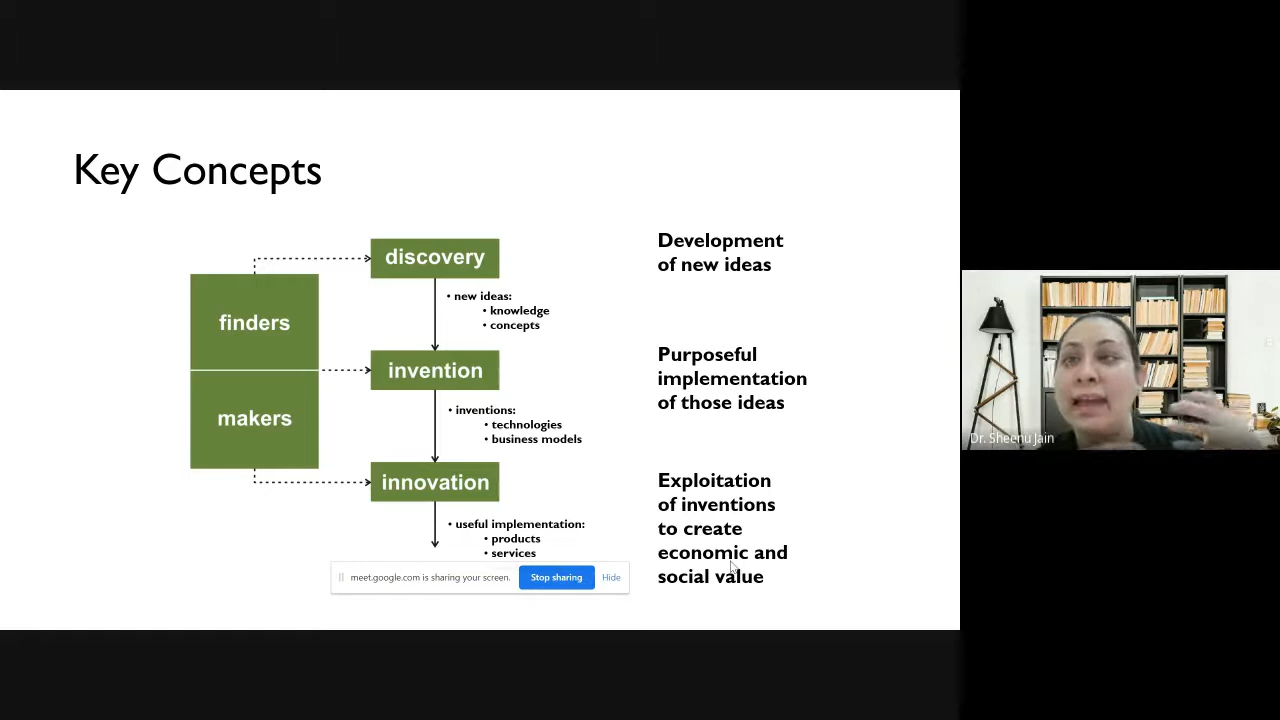 Key Concepts
finders
makers
discovery
• new ideas:
• knowledge
• concepts
invention
• inventions:
• technologies
• business models
innovation
• useful implementation:
• products
• services
Development
of new ideas
Purposeful
implementation
of those ideas
Exploitation
of inventions
to create
economic and
social value
meet.google.com is sharing your screen.
Stop sharing
Hide
Dr. Sheenu Jain